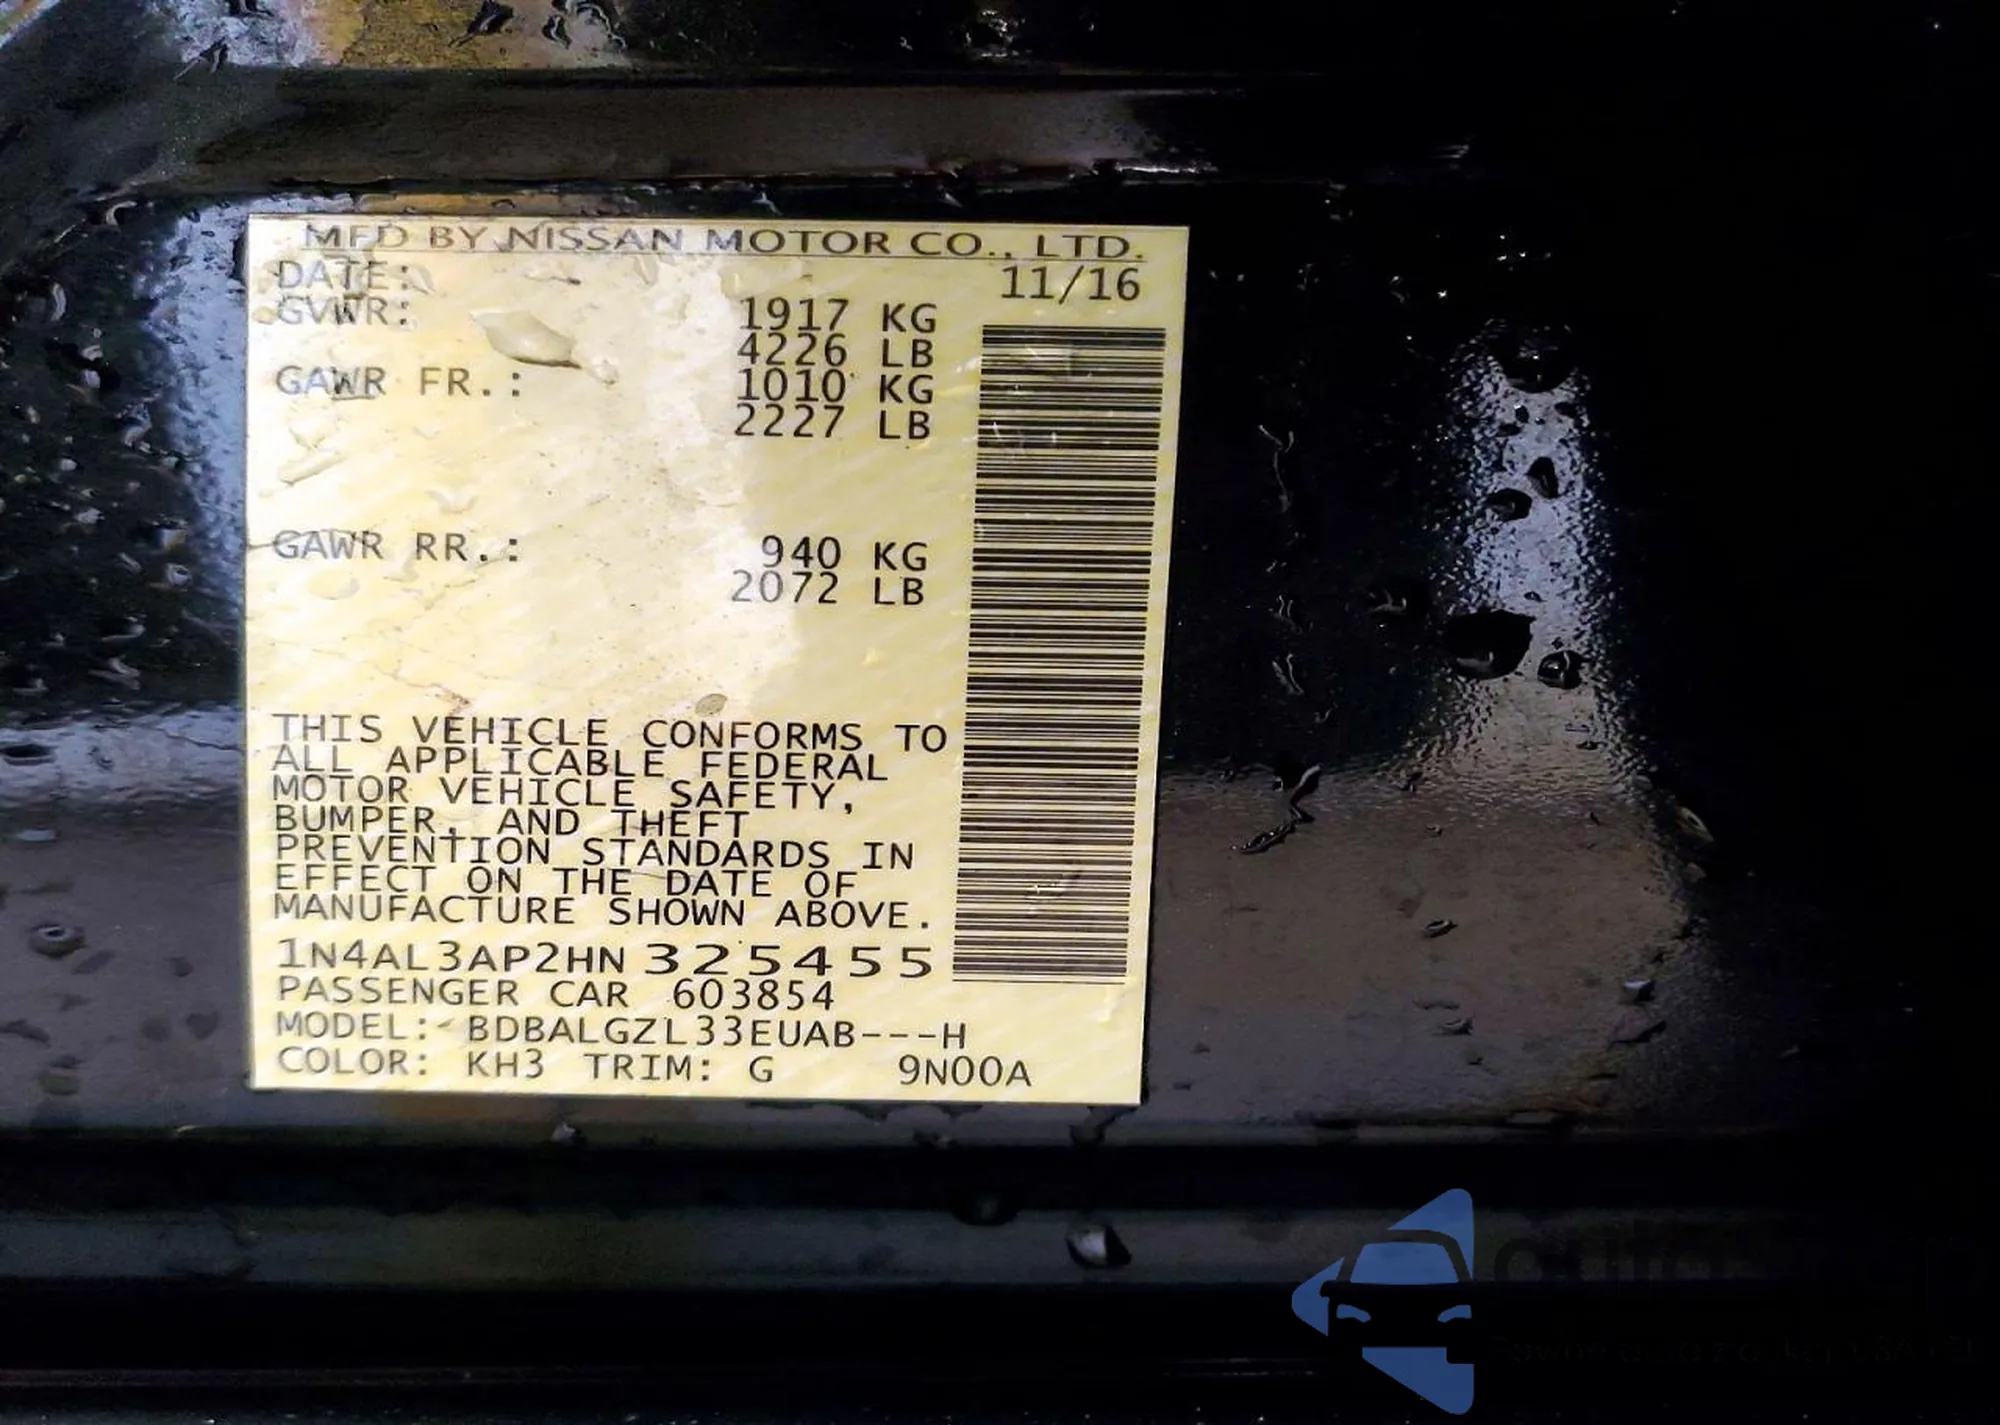 MFD BY NISSAN MOTOR CO., LTD.
DATE: 11/16
GVWR: 1917 KG
4226 LB
GAWR FR.: 1010 KG
2227 LB
GAWR RR.: 940 KG
2072 LB
THIS VEHICLE CONFORMS TO
ALL APPLICABLE FEDERAL
MOTOR VEHICLE SAFETY,
BUMPER, AND THEFT
PREVENTION STANDARDS IN
EFFECT ON THE DATE OF
MANUFACTURE SHOWN ABOVE.
1N4AL3AP2HN 325455
PASSENGER CAR 603854
MODEL: BDBALGZL33EUAB---H
COLOR: KH3 TRIM: G 9N00A